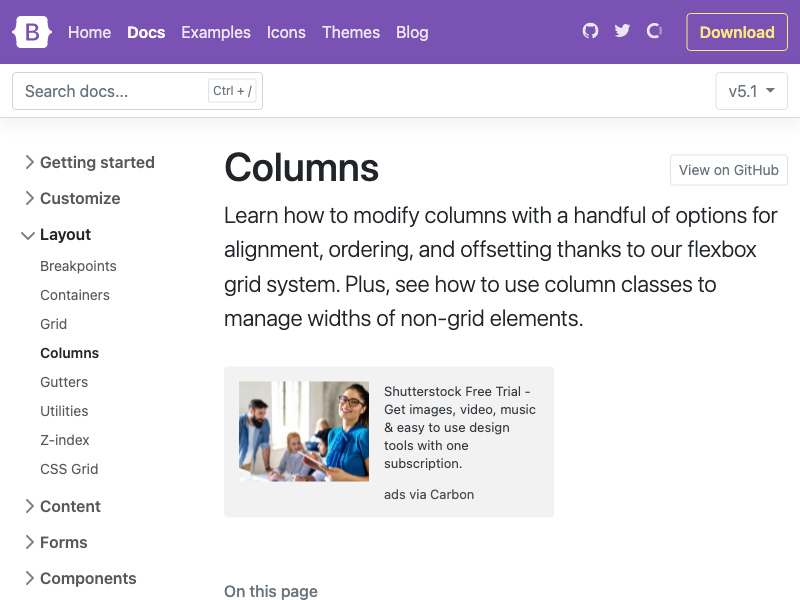 B Home Docs Examples Icons Themes Blog Download
Search docs... Ctrl + / v5.1
Getting started
Customize
Layout
Breakpoints
Containers
Grid
Columns
Gutters
Utilities
Z-index
CSS Grid
Content
Forms
Components
Columns
View on GitHub
Learn how to modify columns with a handful of options for
alignment, ordering, and offsetting thanks to our flexbox
grid system. Plus, see how to use column classes to
manage widths of non-grid elements.
Shutterstock Free Trial -
Get images, video, music
& easy to use design
tools with one
subscription.
ads via Carbon
On this page